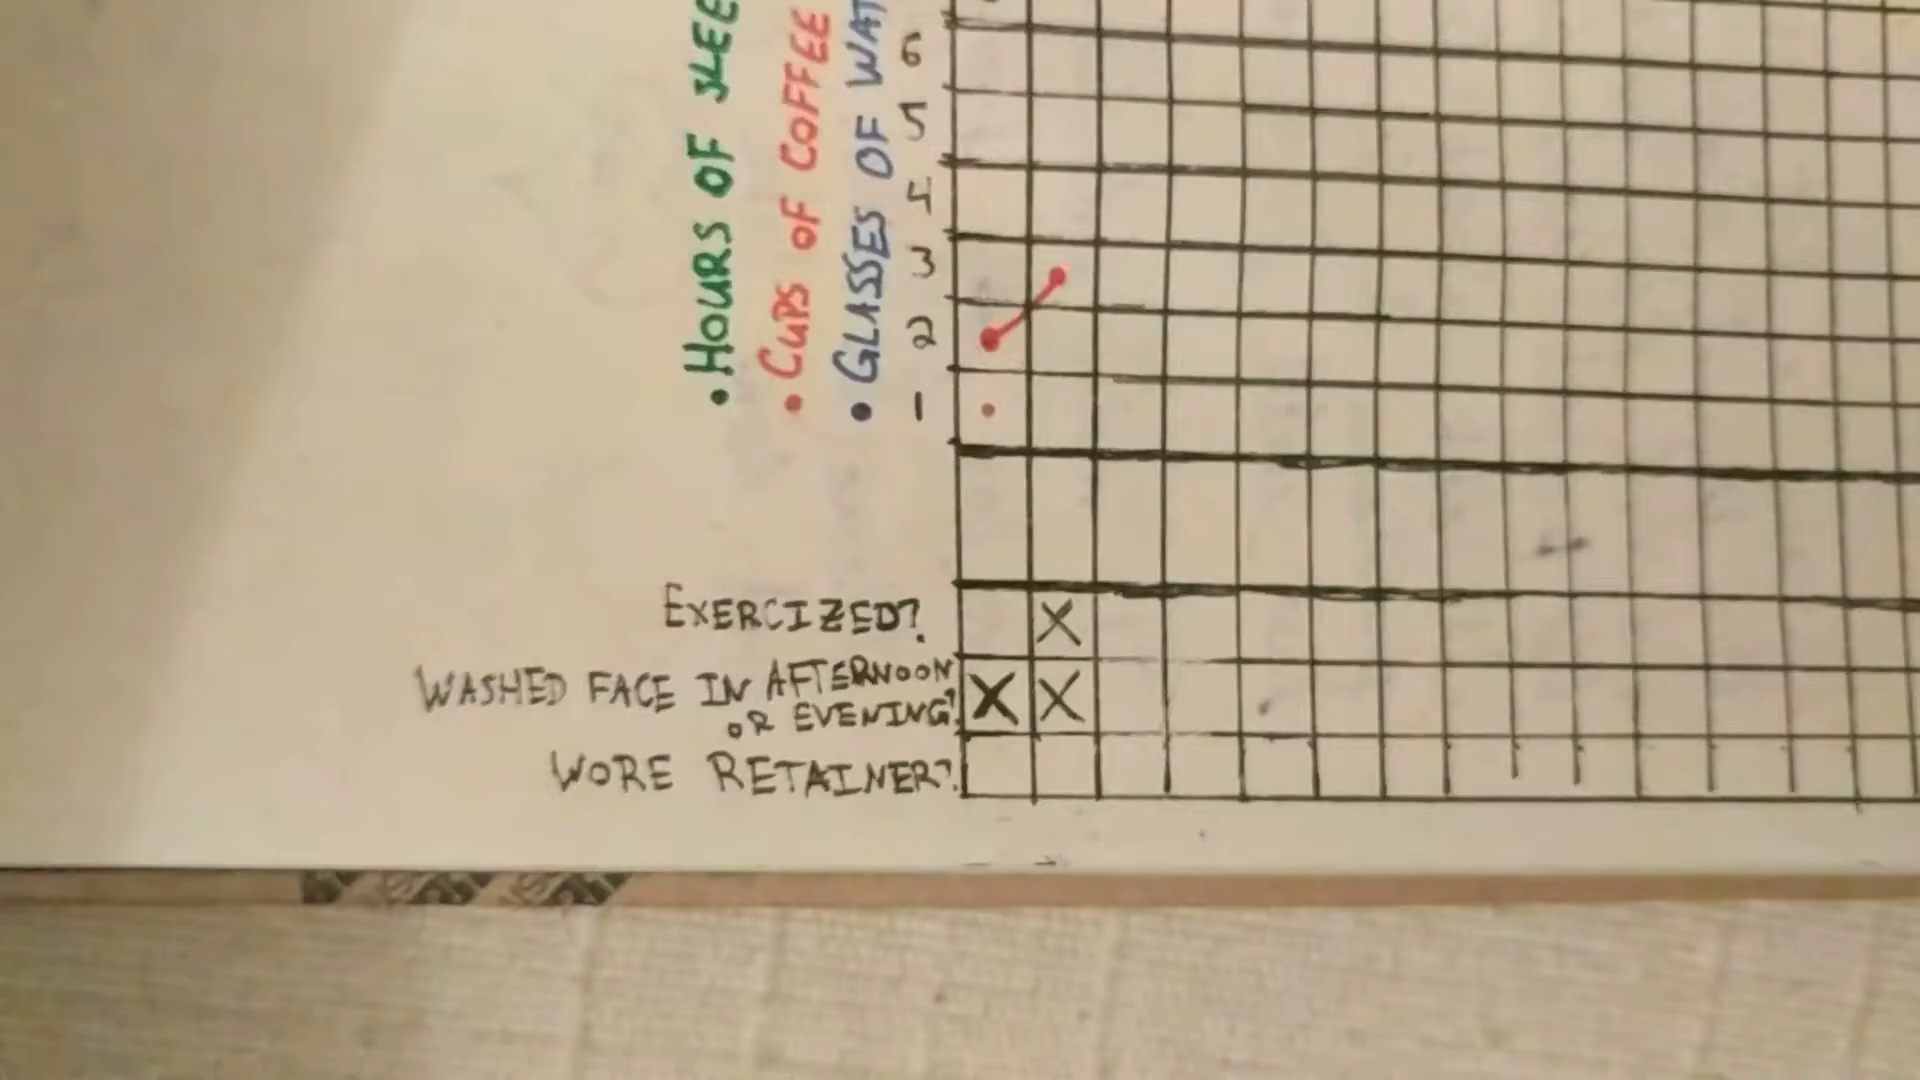 • HOURS OF SLEE
• CUPS OF COFFEE
• GLASSES OF WAT
6
5
4
3
2
1
EXERCIZED?
WASHED FACE IN AFTERNOON
OR EVENING?
WORE RETAINER?